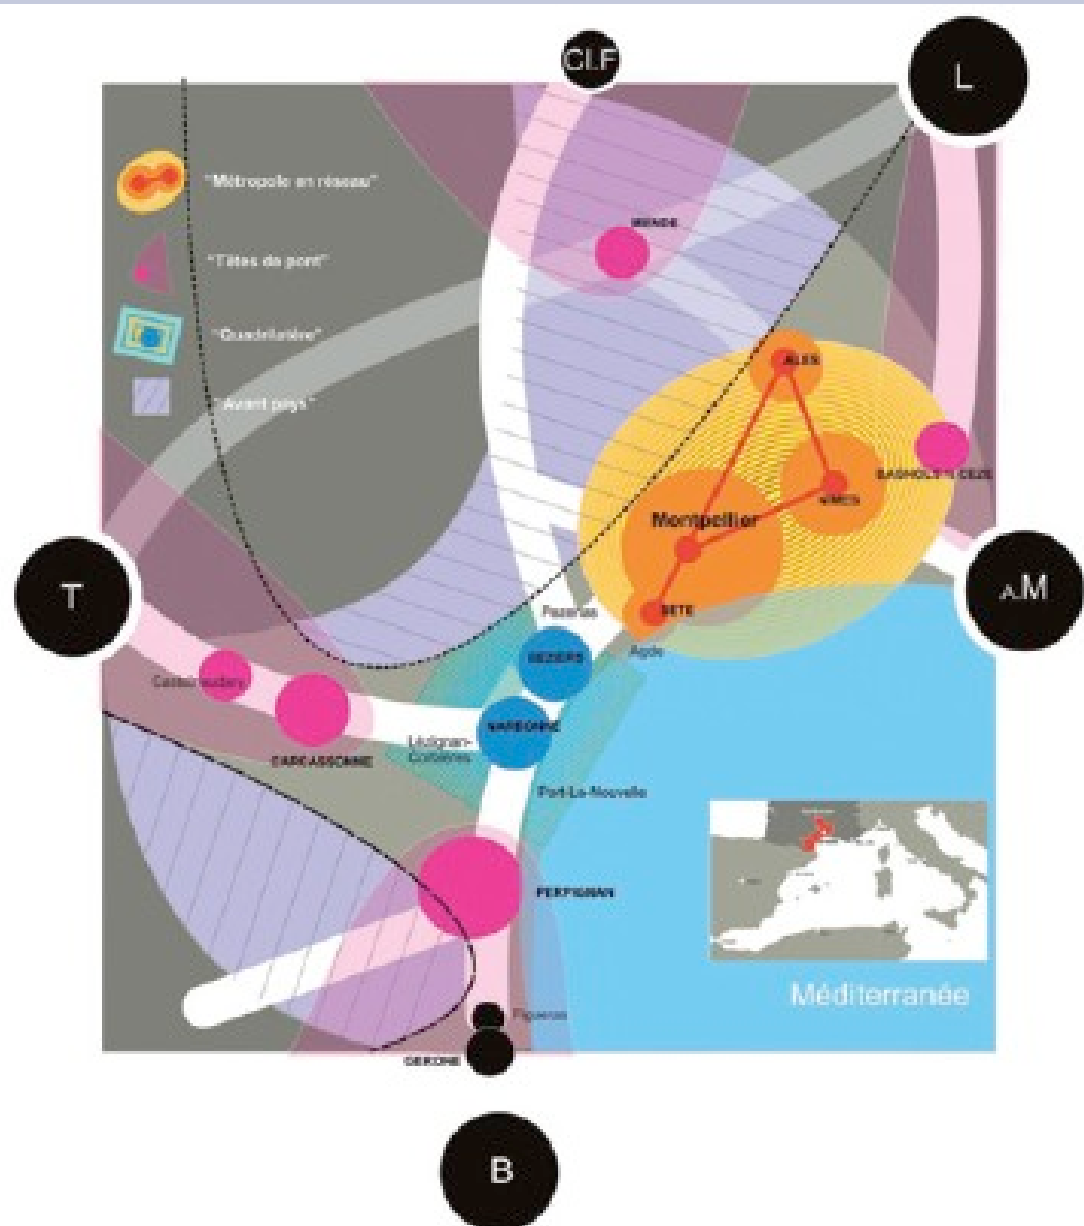 Cl.F
L
"Métropole en réseau"
MENDE
"Têtes de pont"
"Quadrilatère"
ALES
"Avant pays"
BAGNOLS CEZE
NIMES
Montpellier
T
A.M
SETE
Pezenas
Agde
BEZIERS
Castelnaudary
NARBONNE
Lézignan-
Corbières
CARCASSONNE
Port-La-Nouvelle
PERPIGNAN
Méditerranée
Figueras
GERONE
B